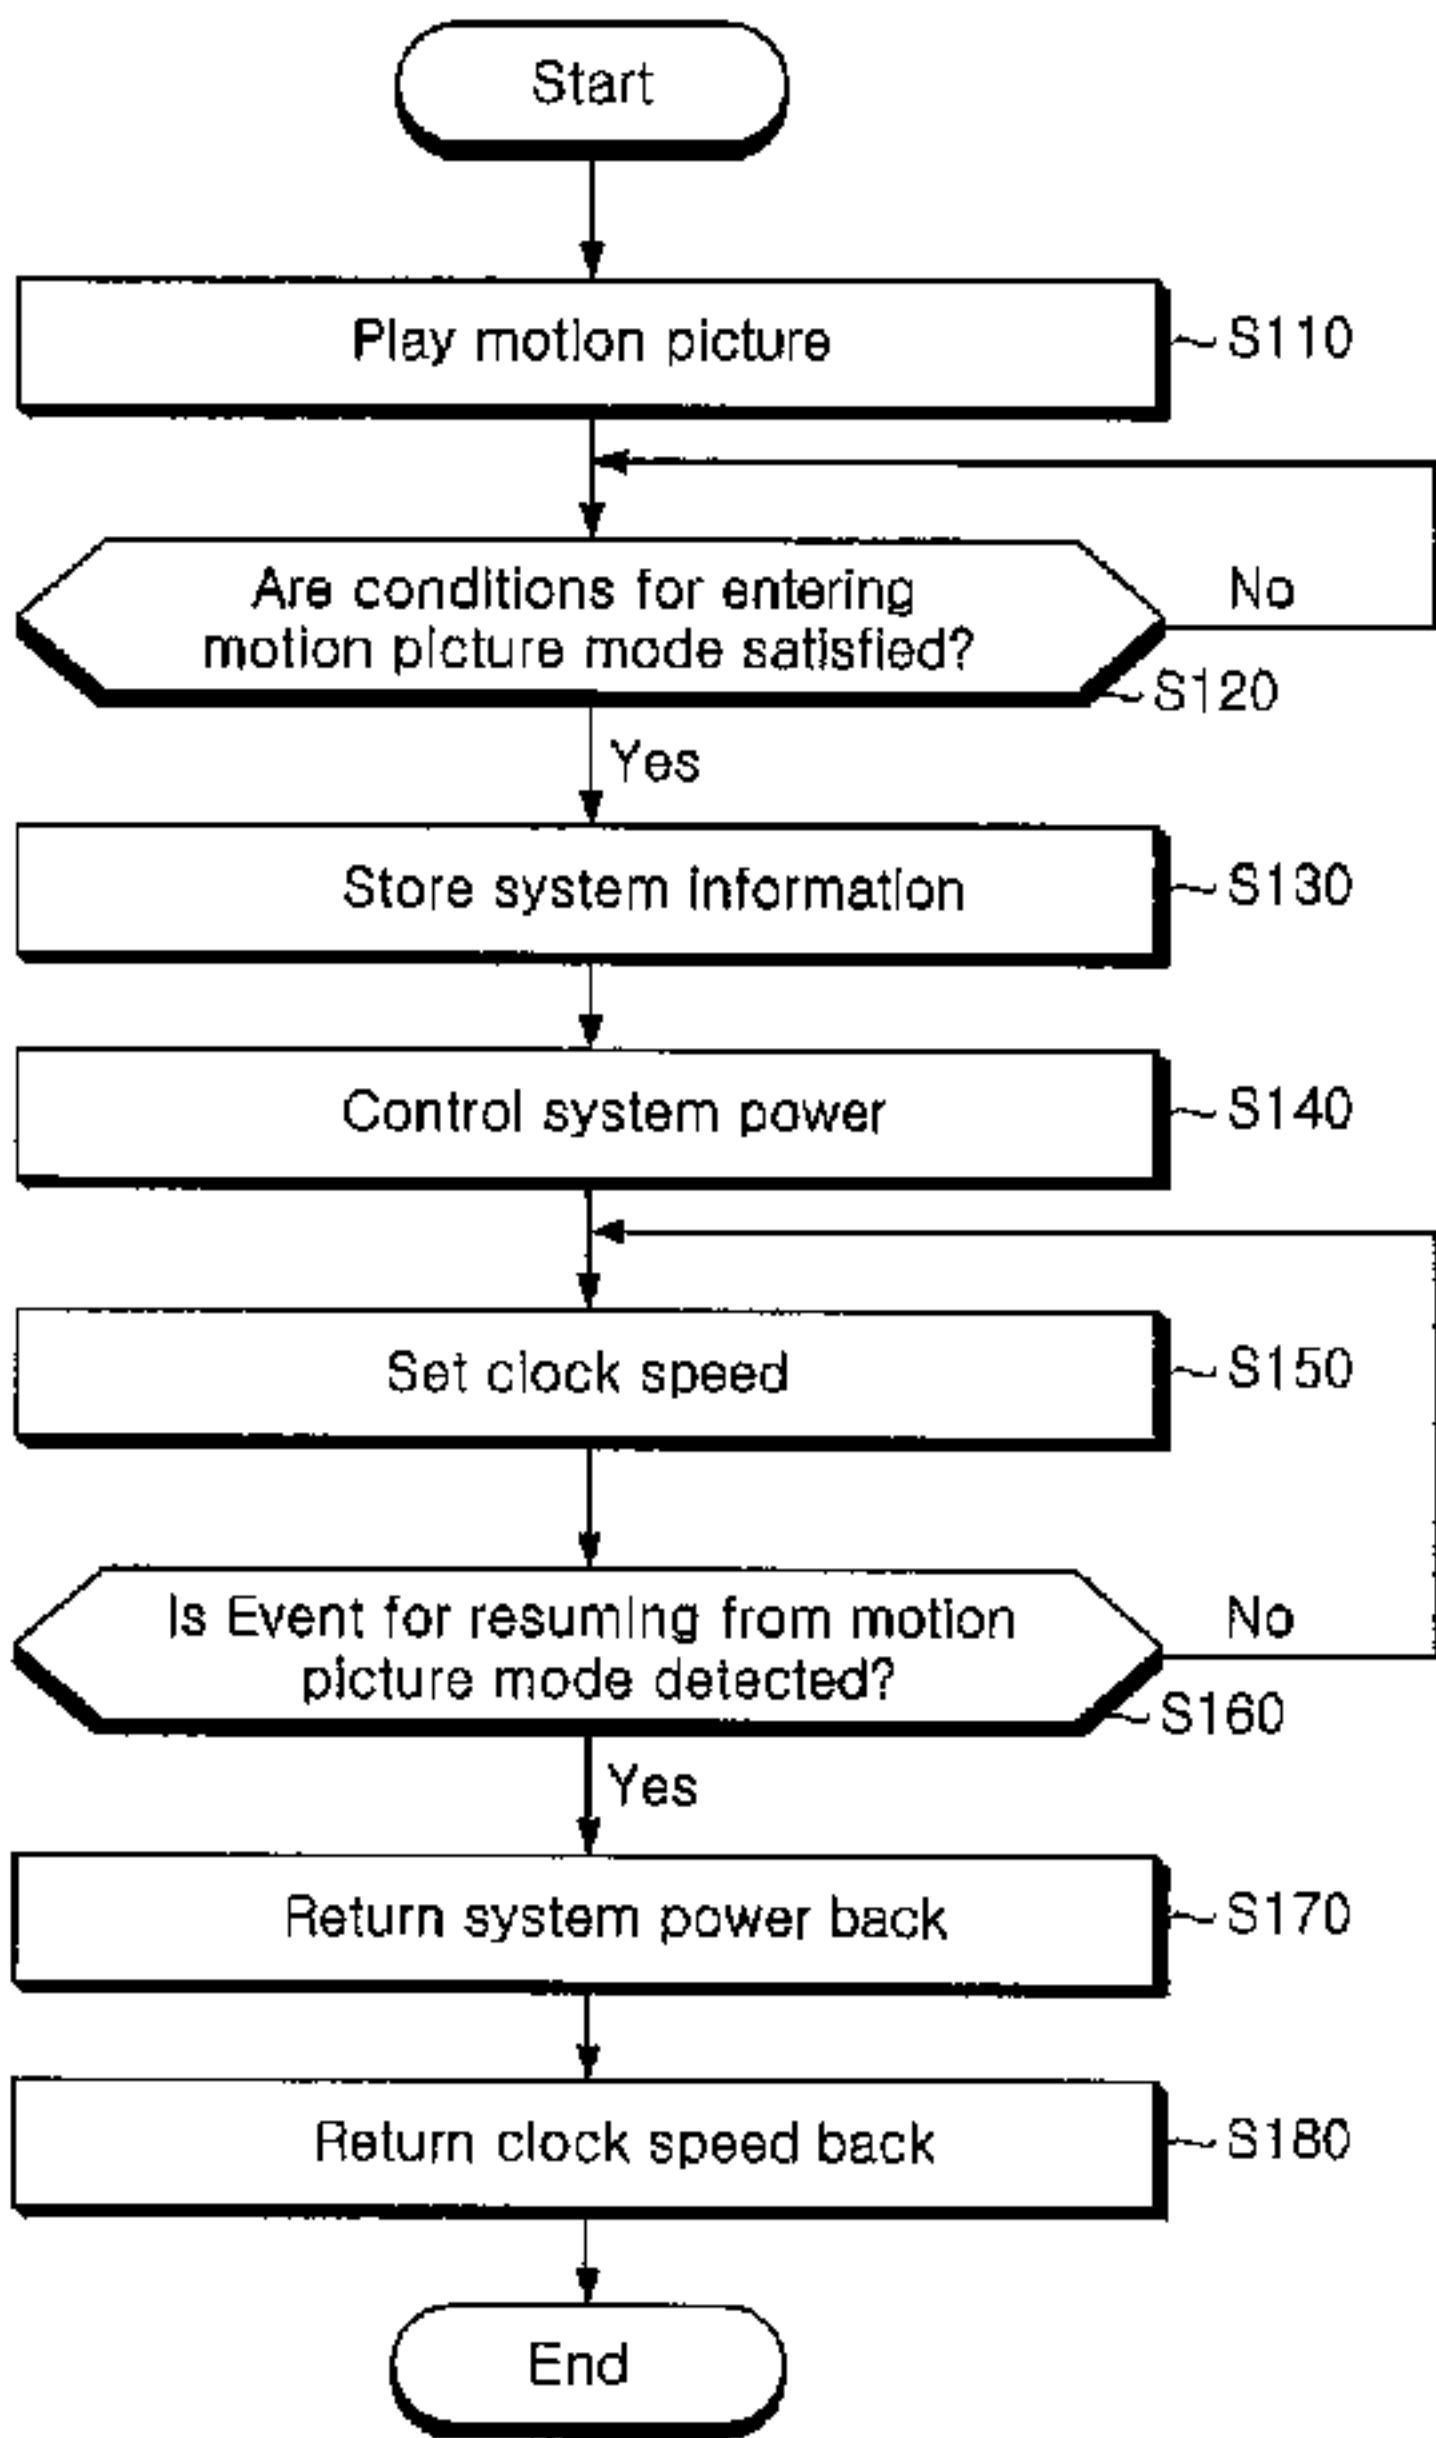 Start
Play motion picture
S110
Are conditions for entering
motion picture mode satisfied?
No
S120
Yes
Store system information
S130
Control system power
S140
Set clock speed
S150
Is Event for resuming from motion
picture mode detected?
No
S160
Yes
Return system power back
S170
Return clock speed back
S180
End